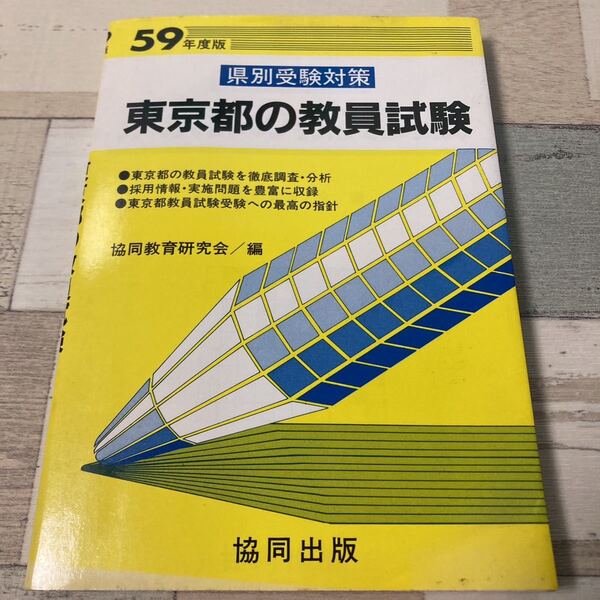 59年度版
県別受験対策
東京都の教員試験
●東京都の教員試験を徹底調査・分析
●採用情報・実施問題を豊富に収録
●東京都教員試験受験への最高の指針
協同教育研究会/編
協同出版